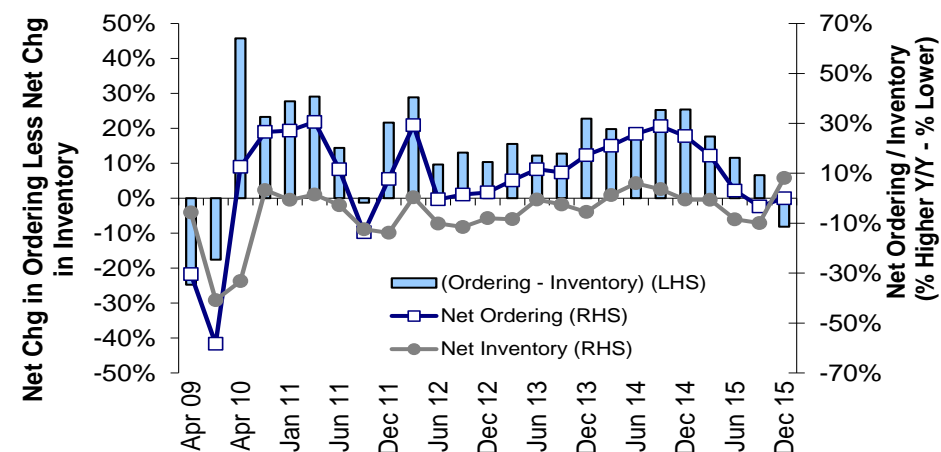 Net Chg in Ordering Less Net Chg
in Inventory
50%
40%
30%
20%
10%
0%
-10%
-20%
-30%
-40%
-50%
(Ordering - Inventory) (LHS)
Net Ordering (RHS)
Net Inventory (RHS)
70%
50%
30%
10%
-10%
-30%
-50%
-70%
Net Ordering / Inventory
(% Higher Y/Y - % Lower)
Apr 09
Apr 10
Jan 11
Jun 11
Dec 11
Jun 12
Dec 12
Jun 13
Dec 13
Jun 14
Dec 14
Jun 15
Dec 15